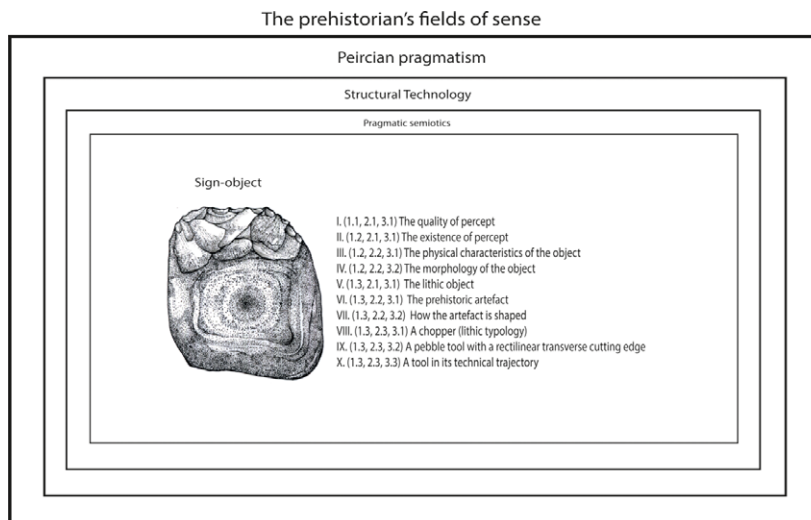 The prehistorian's fields of sense
Peircian pragmatism
Structural Technology
Pragmatic semiotics
Sign-object
I. (1.1, 2.1, 3.1) The quality of percept
II. (1.2, 2.1, 3.1) The existence of percept
III. (1.2, 2.2, 3.1) The physical characteristics of the object
IV. (1.2, 2.2, 3.2) The morphology of the object
V. (1.3, 2.1, 3.1) The lithic object
VI. (1.3, 2.2, 3.1) The prehistoric artefact
VII. (1.3, 2.2, 3.2) How the artefact is shaped
VIII. (1.3, 2.3, 3.1) A chopper (lithic typology)
IX. (1.3, 2.3, 3.2) A pebble tool with a rectilinear transverse cutting edge
X. (1.3, 2.3, 3.3) A tool in its technical trajectory